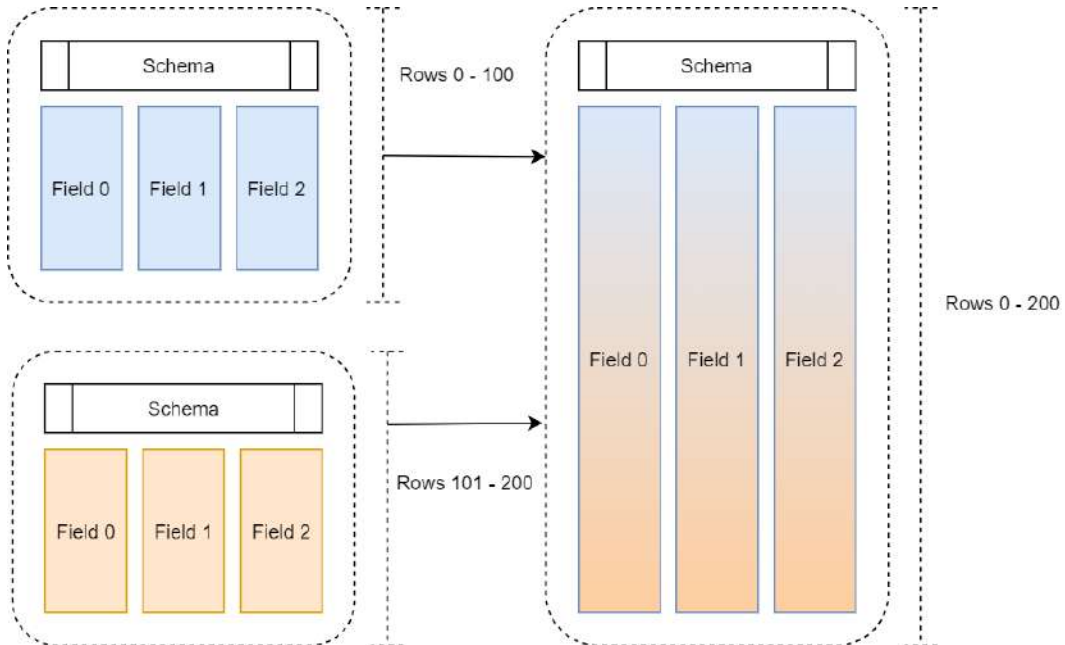 Schema
Rows 0 - 100
Field 0
Field 1
Field 2
Schema
Rows 101 - 200
Field 0
Field 1
Field 2
Schema
Field 0
Field 1
Field 2
Rows 0 - 200